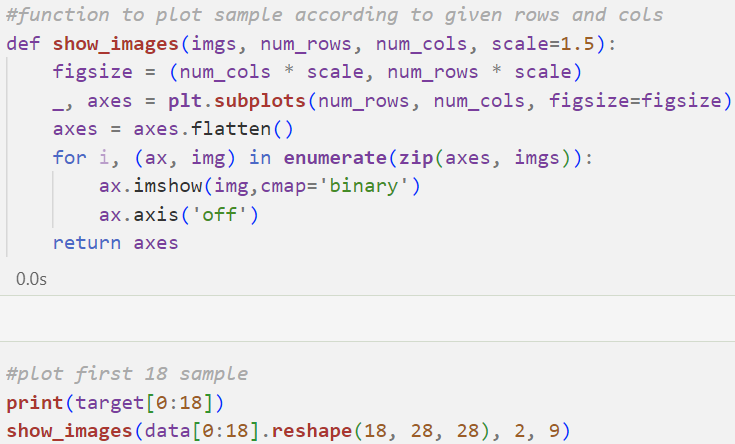 #function to plot sample according to given rows and cols
def show_images(imgs, num_rows, num_cols, scale=1.5):
    figsize = (num_cols * scale, num_rows * scale)
    _, axes = plt.subplots(num_rows, num_cols, figsize=figsize)
    axes = axes.flatten()
    for i, (ax, img) in enumerate(zip(axes, imgs)):
        ax.imshow(img,cmap='binary')
        ax.axis('off')
    return axes
0.0s
#plot first 18 sample
print(target[0:18])
show_images(data[0:18].reshape(18, 28, 28), 2, 9)